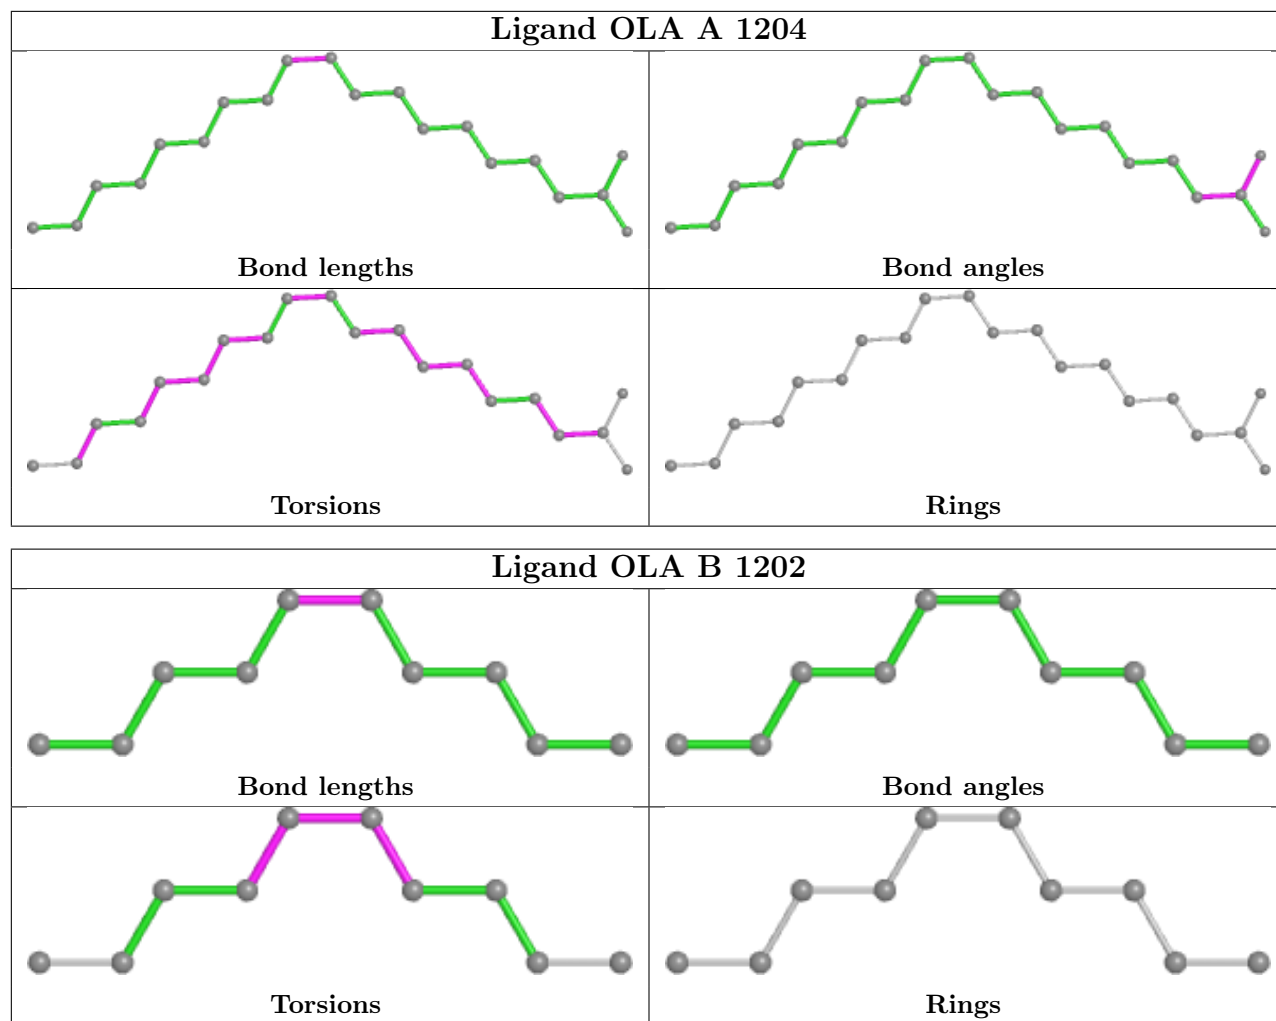 Ligand OLA A 1204
Bond lengths
Bond angles
Torsions
Rings
Ligand OLA B 1202
Bond lengths
Bond angles
Torsions
Rings